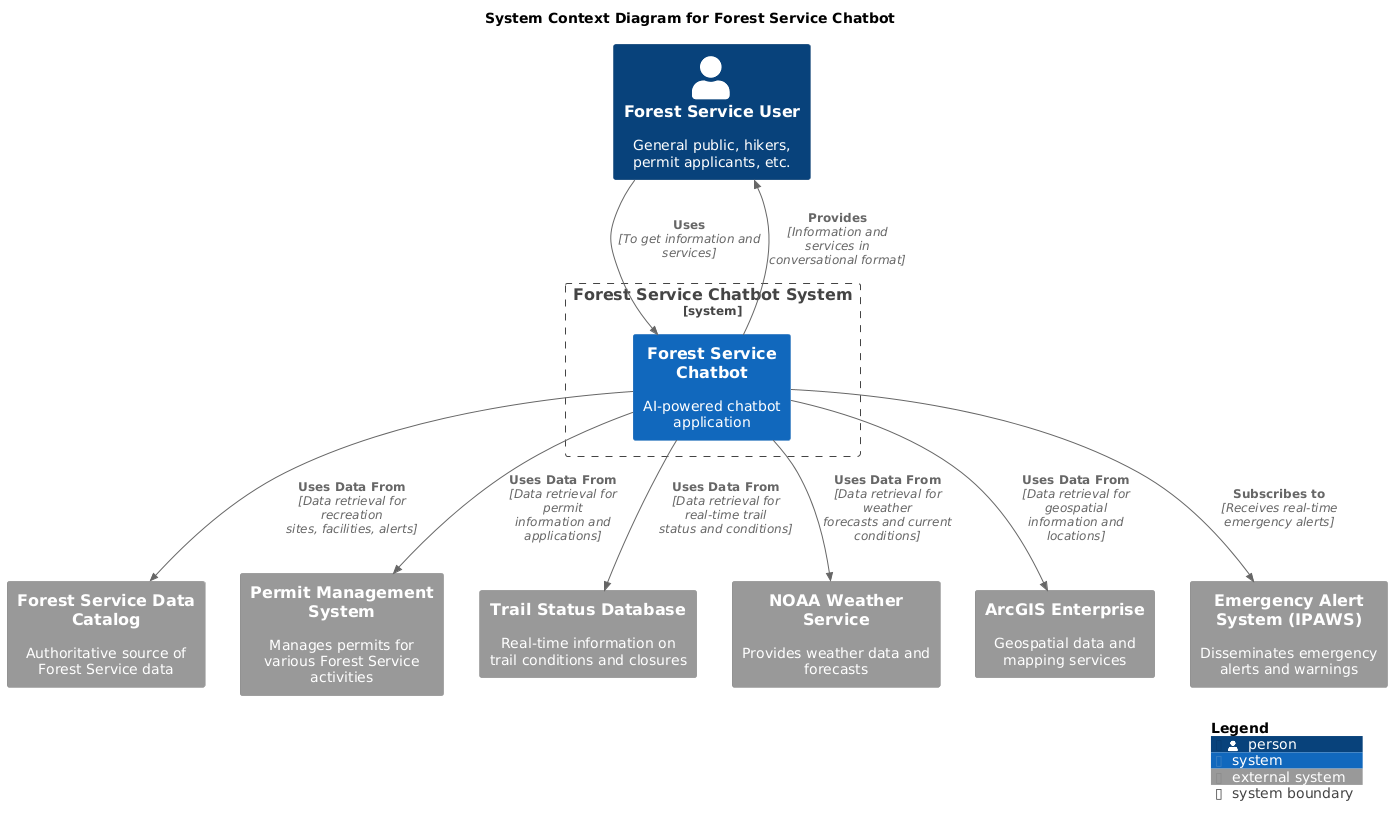 System Context Diagram for Forest Service Chatbot
Forest Service User
General public, hikers,
permit applicants, etc.
Uses
[To get information and
services]
Provides
[Information and
services in
conversational format]
Forest Service Chatbot System
[system]
Forest Service
Chatbot
AI-powered chatbot
application
Uses Data From
[Data retrieval for
recreation
sites, facilities, alerts]
Uses Data From
[Data retrieval for
permit
information and
applications]
Uses Data From
[Data retrieval for
real-time trail
status and conditions]
Uses Data From
[Data retrieval for
weather
forecasts and current
conditions]
Uses Data From
[Data retrieval for
geospatial
information and
locations]
Subscribes to
[Receives real-time
emergency alerts]
Forest Service Data
Catalog
Authoritative source of
Forest Service data
Permit Management
System
Manages permits for
various Forest Service
activities
Trail Status Database
Real-time information on
trail conditions and closures
NOAA Weather
Service
Provides weather data and
forecasts
ArcGIS Enterprise
Geospatial data and
mapping services
Emergency Alert
System (IPAWS)
Disseminates emergency
alerts and warnings
Legend
person
system
external system
system boundary